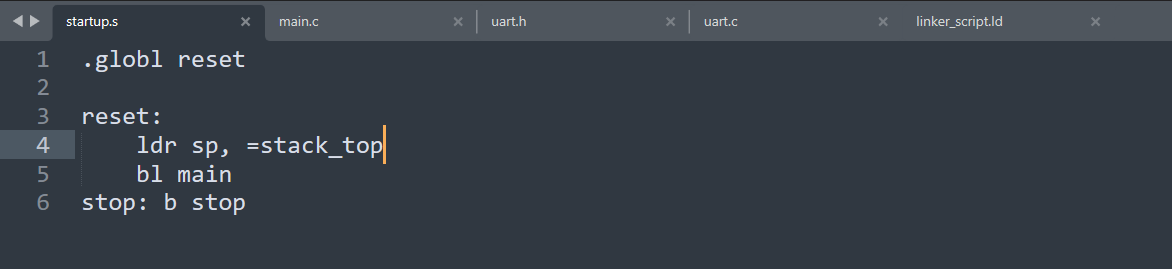 startup.s
main.c
uart.h
uart.c
linker_script.ld
1 .globl reset
2
3 reset:
4     ldr sp, =stack_top
5     bl main
6 stop: b stop